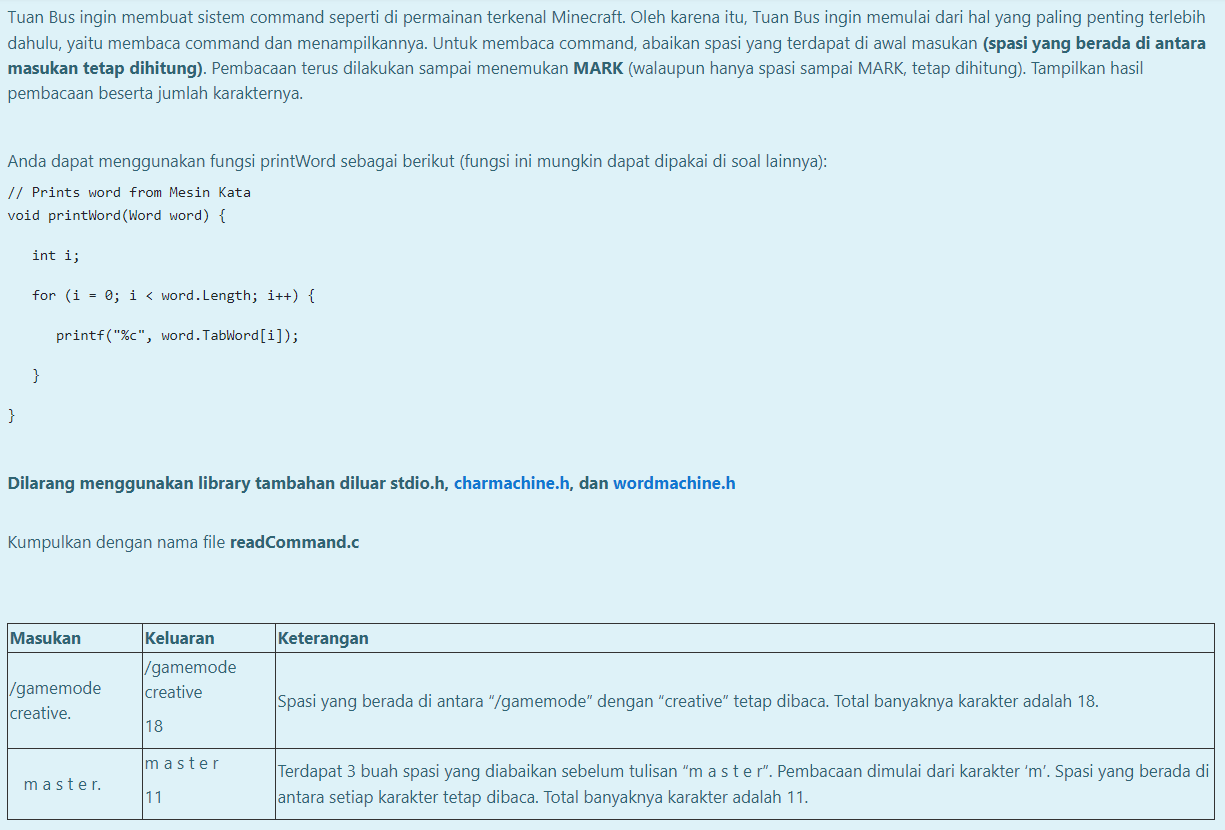 Tuan Bus ingin membuat sistem command seperti di permainan terkenal Minecraft. Oleh karena itu, Tuan Bus ingin memulai dari hal yang paling penting terlebih
dahulu, yaitu membaca command dan menampilkannya. Untuk membaca command, abaikan spasi yang terdapat di awal masukan (spasi yang berada di antara
masukan tetap dihitung). Pembacaan terus dilakukan sampai menemukan MARK (walaupun hanya spasi sampai MARK, tetap dihitung). Tampilkan hasil
pembacaan beserta jumlah karakternya.
Anda dapat menggunakan fungsi printWord sebagai berikut (fungsi ini mungkin dapat dipakai di soal lainnya):
// Prints word from Mesin Kata
void printWord(Word word) {
   int i;
   for (i = 0; i < word.Length; i++) {
      printf("%c", word.TabWord[i]);
   }
}
Dilarang menggunakan library tambahan diluar stdio.h, charmachine.h, dan wordmachine.h
Kumpulkan dengan nama file readCommand.c
Masukan Keluaran Keterangan
/gamemode
creative.
/gamemode
creative
18
Spasi yang berada di antara “/gamemode” dengan “creative” tetap dibaca. Total banyaknya karakter adalah 18.
m a s t e r.
m a s t e r
11
Terdapat 3 buah spasi yang diabaikan sebelum tulisan “m a s t e r”. Pembacaan dimulai dari karakter ‘m’. Spasi yang berada di
antara setiap karakter tetap dibaca. Total banyaknya karakter adalah 11.